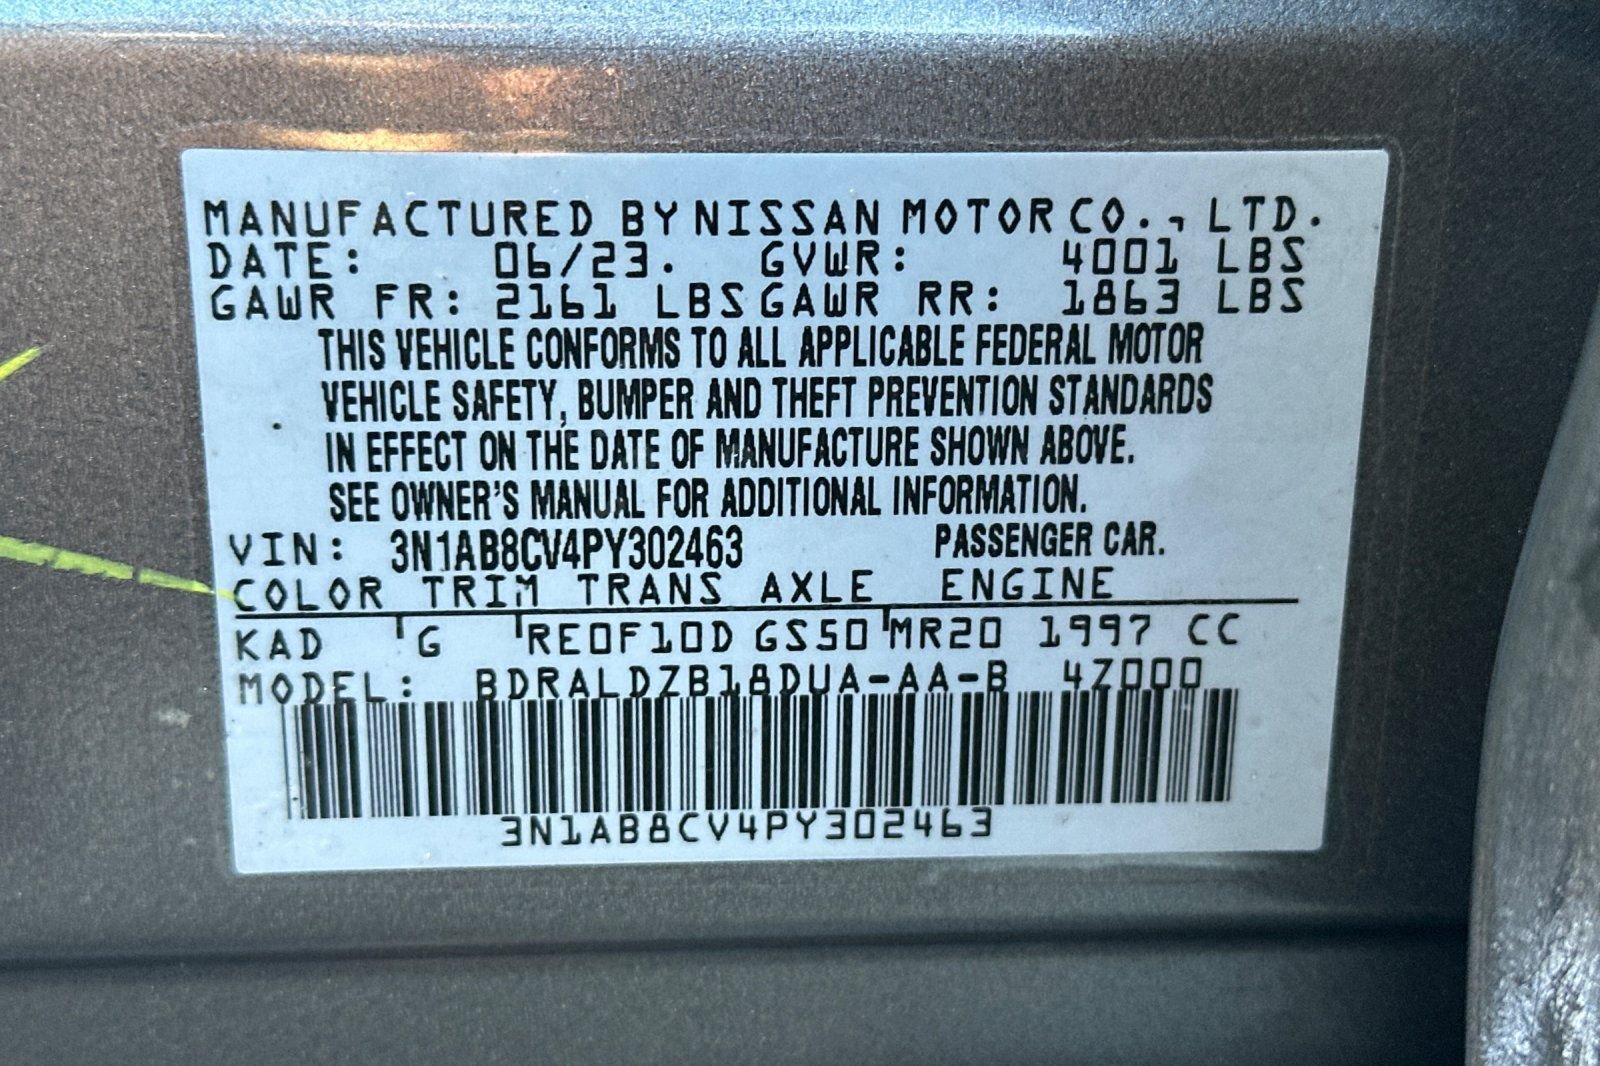 MANUFACTURED BY NISSAN MOTOR CO., LTD.
DATE: 06/23. GVWR: 4001 LBS
GAWR FR: 2161 LBS GAWR RR: 1863 LBS
THIS VEHICLE CONFORMS TO ALL APPLICABLE FEDERAL MOTOR
VEHICLE SAFETY, BUMPER AND THEFT PREVENTION STANDARDS
IN EFFECT ON THE DATE OF MANUFACTURE SHOWN ABOVE.
SEE OWNER'S MANUAL FOR ADDITIONAL INFORMATION.
VIN: 3N1AB8CV4PY302463 PASSENGER CAR.
COLOR TRIM TRANS AXLE ENGINE
KAD G RE0F10D GS50 MR20 1997 CC
MODEL: BDRALDZB18DUA-AA-B 4Z000
3N1AB8CV4PY302463